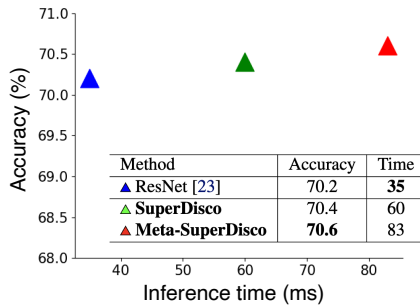 71.0
70.5
70.0
69.5
69.0
68.5
68.0
Accuracy (%)
Method Accuracy Time
ResNet [23] 70.2 35
SuperDisco 70.4 60
Meta-SuperDisco 70.6 83
40 50 60 70 80
Inference time (ms)